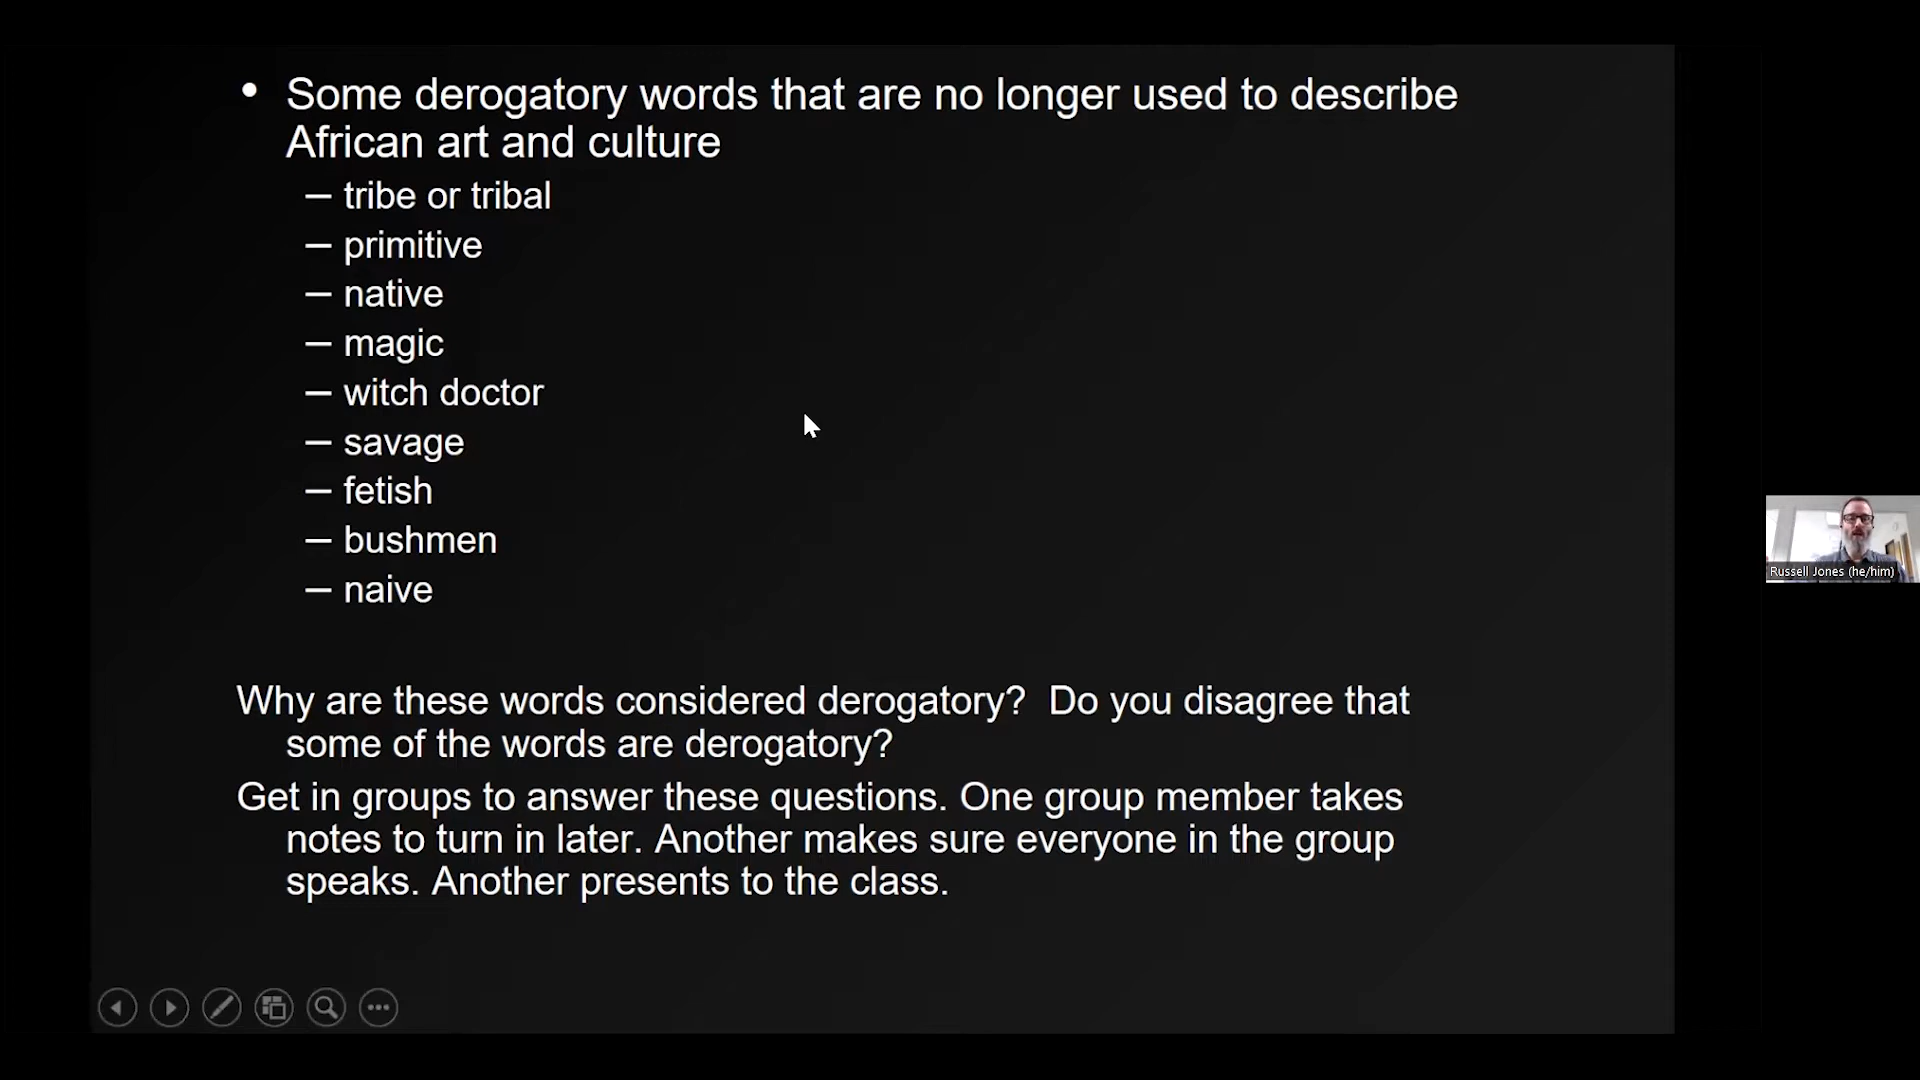 • Some derogatory words that are no longer used to describe
African art and culture
– tribe or tribal
– primitive
– native
– magic
– witch doctor
– savage
– fetish
– bushmen
– naive
Why are these words considered derogatory?  Do you disagree that
some of the words are derogatory?
Get in groups to answer these questions. One group member takes
notes to turn in later. Another makes sure everyone in the group
speaks. Another presents to the class.
Russell Jones (he/him)